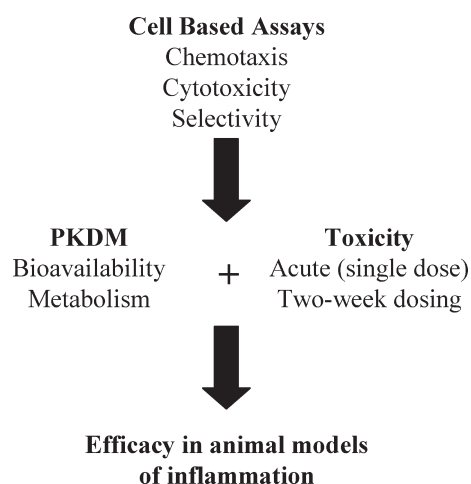 Cell Based Assays
Chemotaxis
Cytotoxicity
Selectivity
PKDM
Bioavailability
Metabolism
+
Toxicity
Acute (single dose)
Two-week dosing
Efficacy in animal models
of inflammation